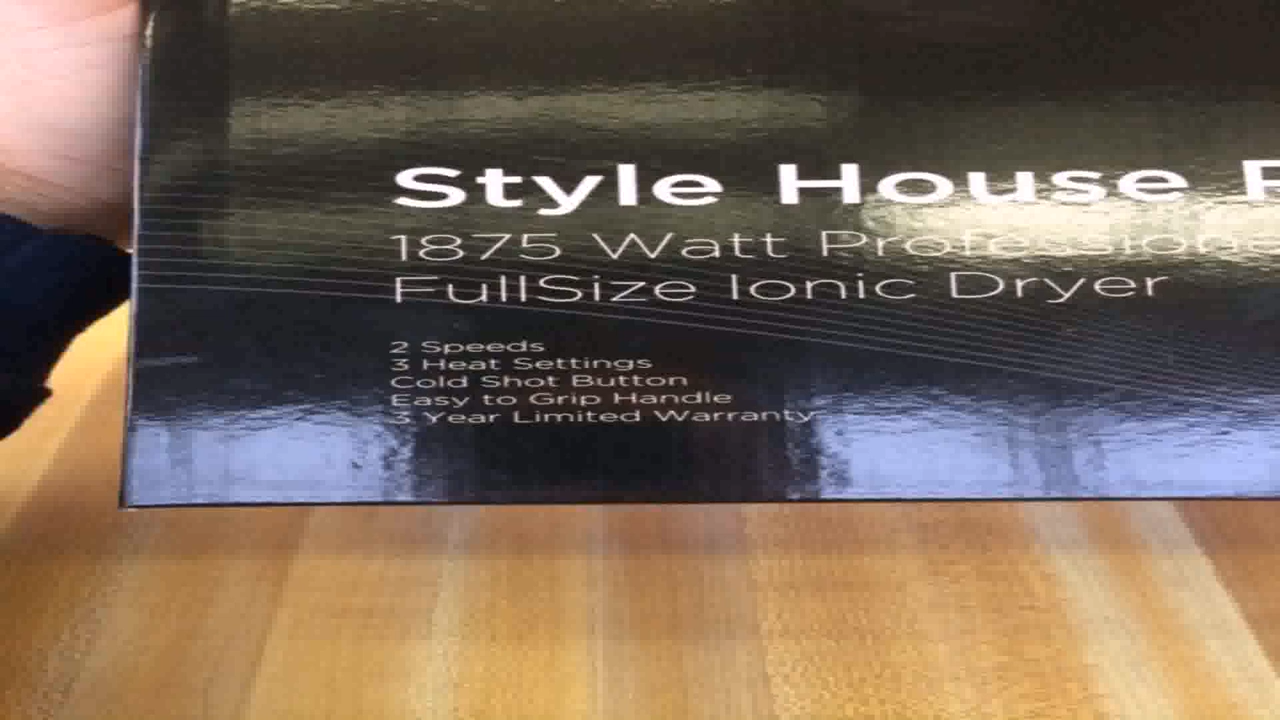 Style House
1875 Watt Professiona
FullSize Ionic Dryer
2 Speeds
3 Heat Settings
Cold Shot Button
Easy to Grip Handle
3 Year Limited Warranty